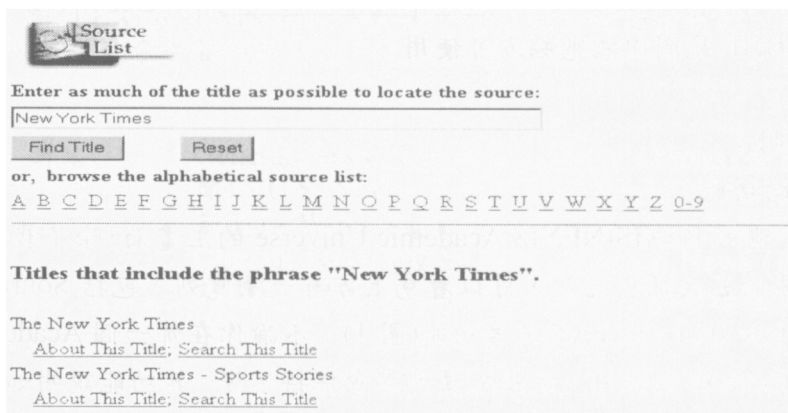 Source
List
Enter as much of the title as possible to locate the source:
New York Times
Find Title Reset
or, browse the alphabetical source list:
A B C D E F G H I J K L M N O P Q R S T U V W X Y Z 0-9
Titles that include the phrase "New York Times".
The New York Times
About This Title; Search This Title
The New York Times - Sports Stories
About This Title; Search This Title